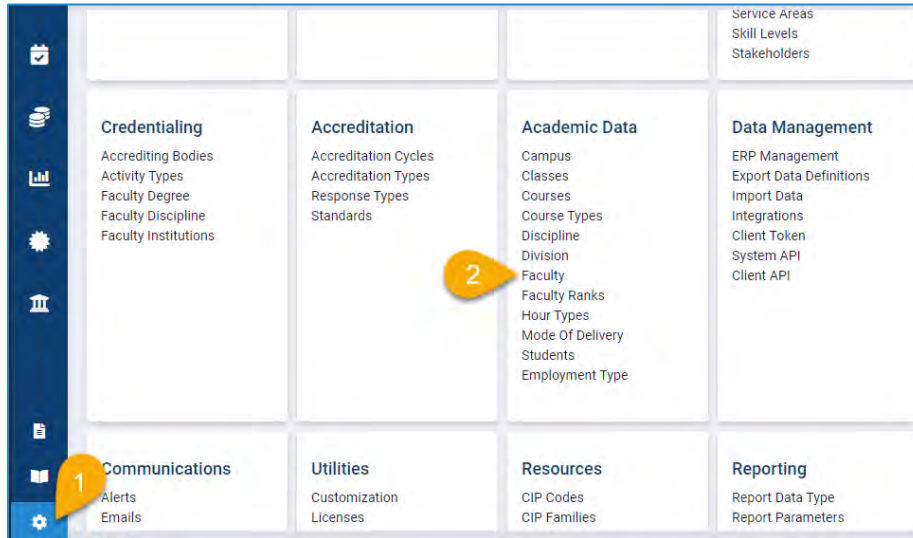 Service Areas
Skill Levels
Stakeholders
Credentialing
Accrediting Bodies
Activity Types
Faculty Degree
Faculty Discipline
Faculty Institutions
Accreditation
Accreditation Cycles
Accreditation Types
Response Types
Standards
Academic Data
Campus
Classes
Courses
Course Types
Discipline
Division
2
Faculty
Faculty Ranks
Hour Types
Mode Of Delivery
Students
Employment Type
Data Management
ERP Management
Export Data Definitions
Import Data
Integrations
Client Token
System API
Client API
1
Communications
Alerts
Emails
Utilities
Customization
Licenses
Resources
CIP Codes
CIP Families
Reporting
Report Data Type
Report Parameters